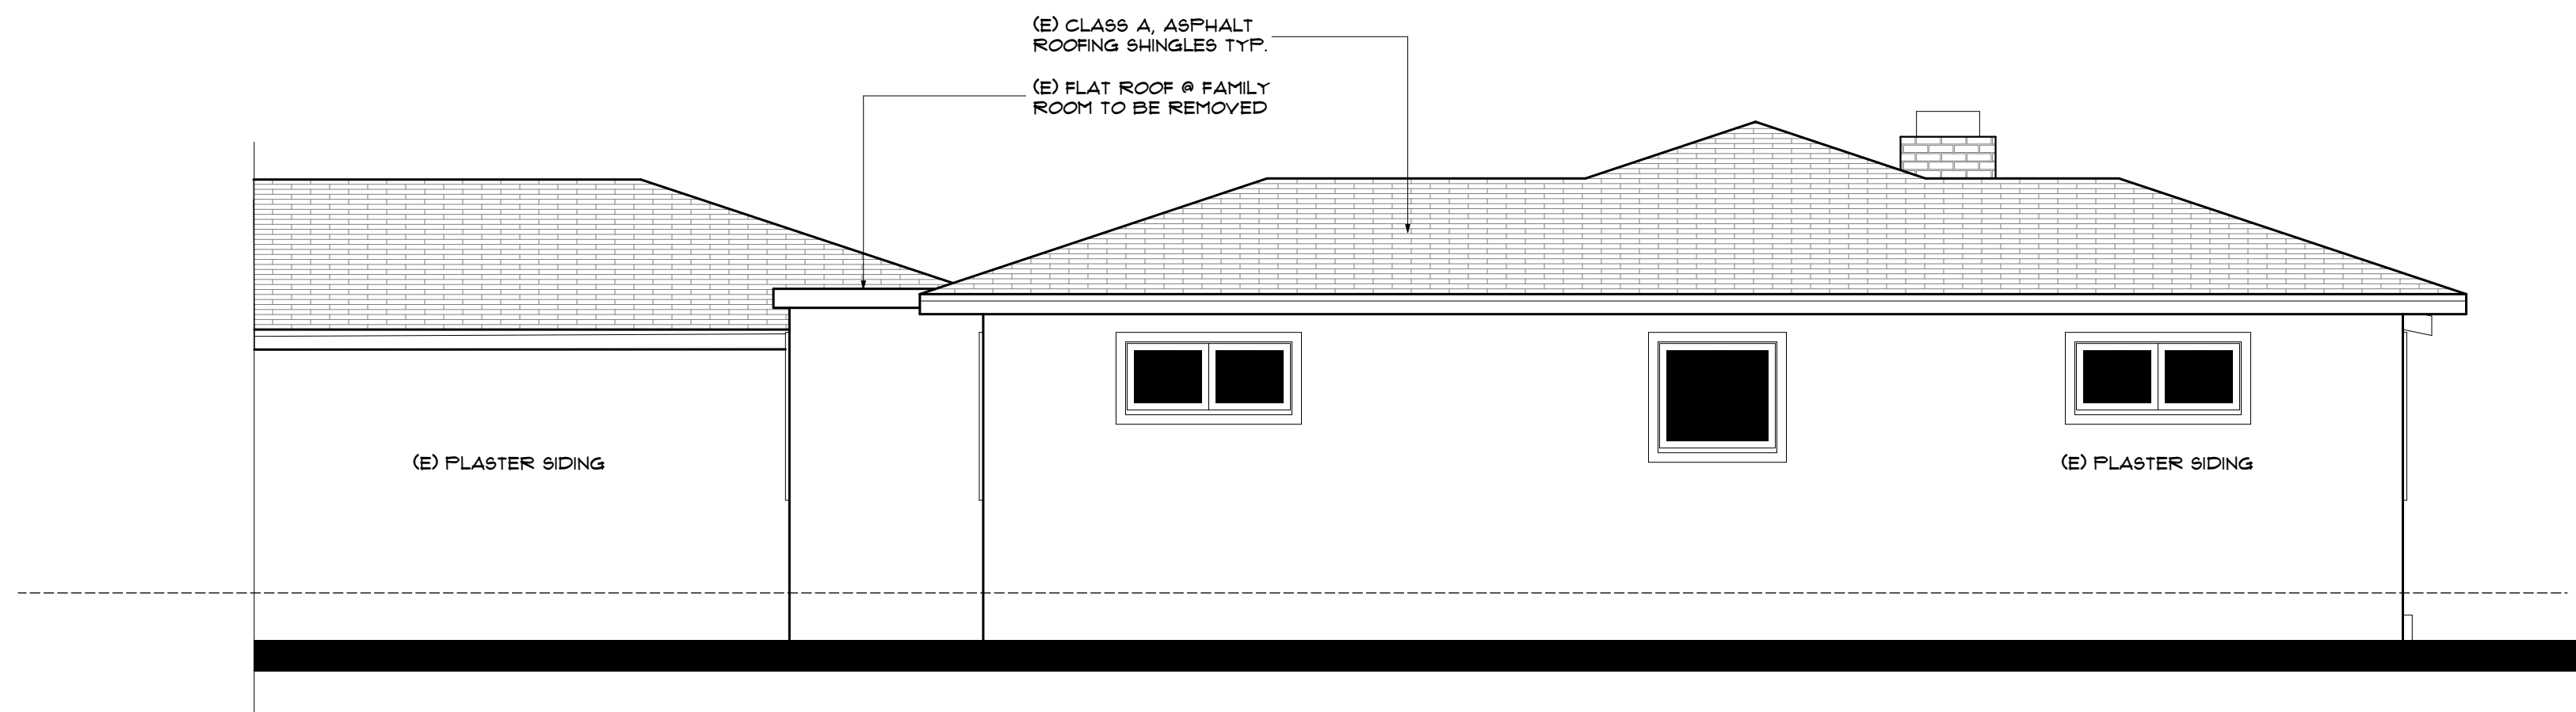 (E) CLASS A, ASPHALT
ROOFING SHINGLES TYP.
(E) FLAT ROOF @ FAMILY
ROOM TO BE REMOVED
(E) PLASTER SIDING
(E) PLASTER SIDING